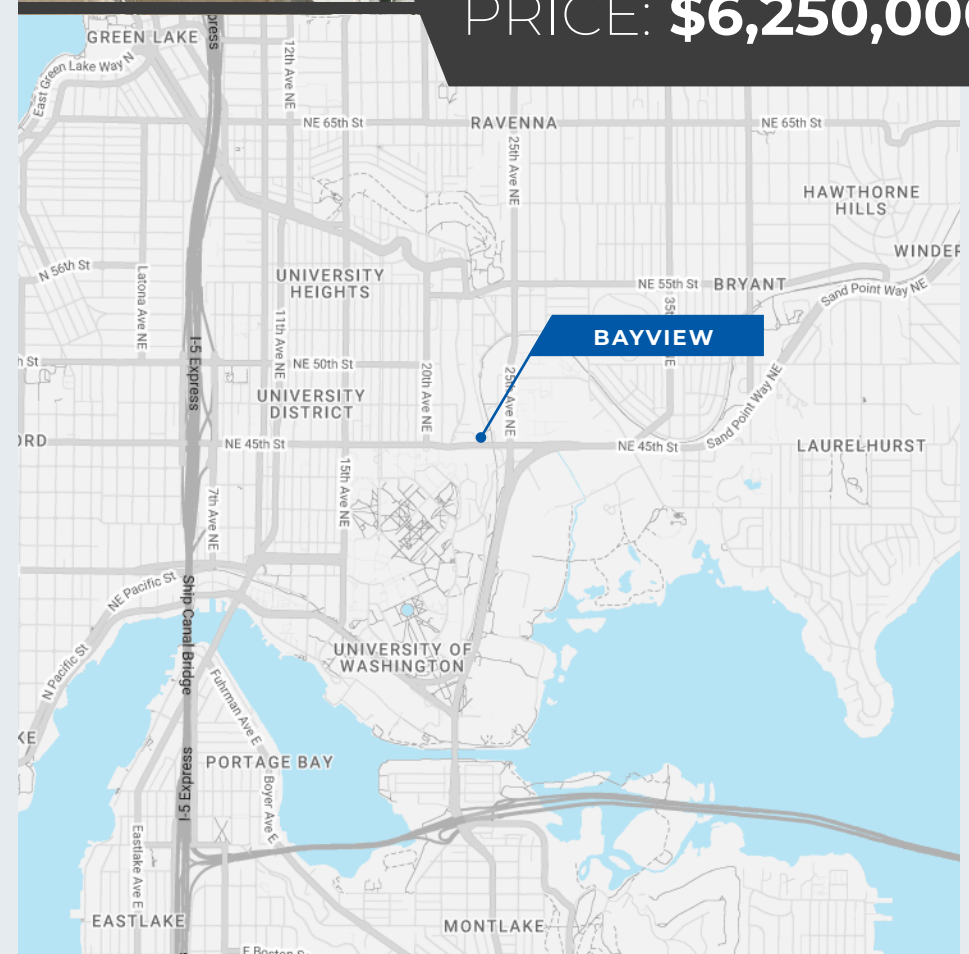 PRICE: $6,250,00
press
GREEN LAKE
12th Ave NE
East Green Lake Way N
NE 65th St
RAVENNA
NE 65th St
25th Ave NE
HAWTHORNE
HILLS
WINDER
N 56th St
Latona Ave NE
UNIVERSITY
HEIGHTS
NE 55th St
BRYANT
Sand Point Way NE
35t
NE
11th Ave NE
I-5 Express
BAYVIEW
h St
NE 50th St
20th Ave NE
25th Ave NE
UNIVERSITY
DISTRICT
Sand Point Way NE
ORD
NE 45th St
NE 45th St
LAURELHURST
15th Ave NE
7th Ave NE
NE Pacific St
Ship Canal Bridge
N Pacific St
UNIVERSITY OF
WASHINGTON
Fuhrman Ave E
KE
PORTAGE BAY
I-5 Express
Boyer Ave E
Eastlake Ave E
EASTLAKE
MONTLAKE
E Boston S